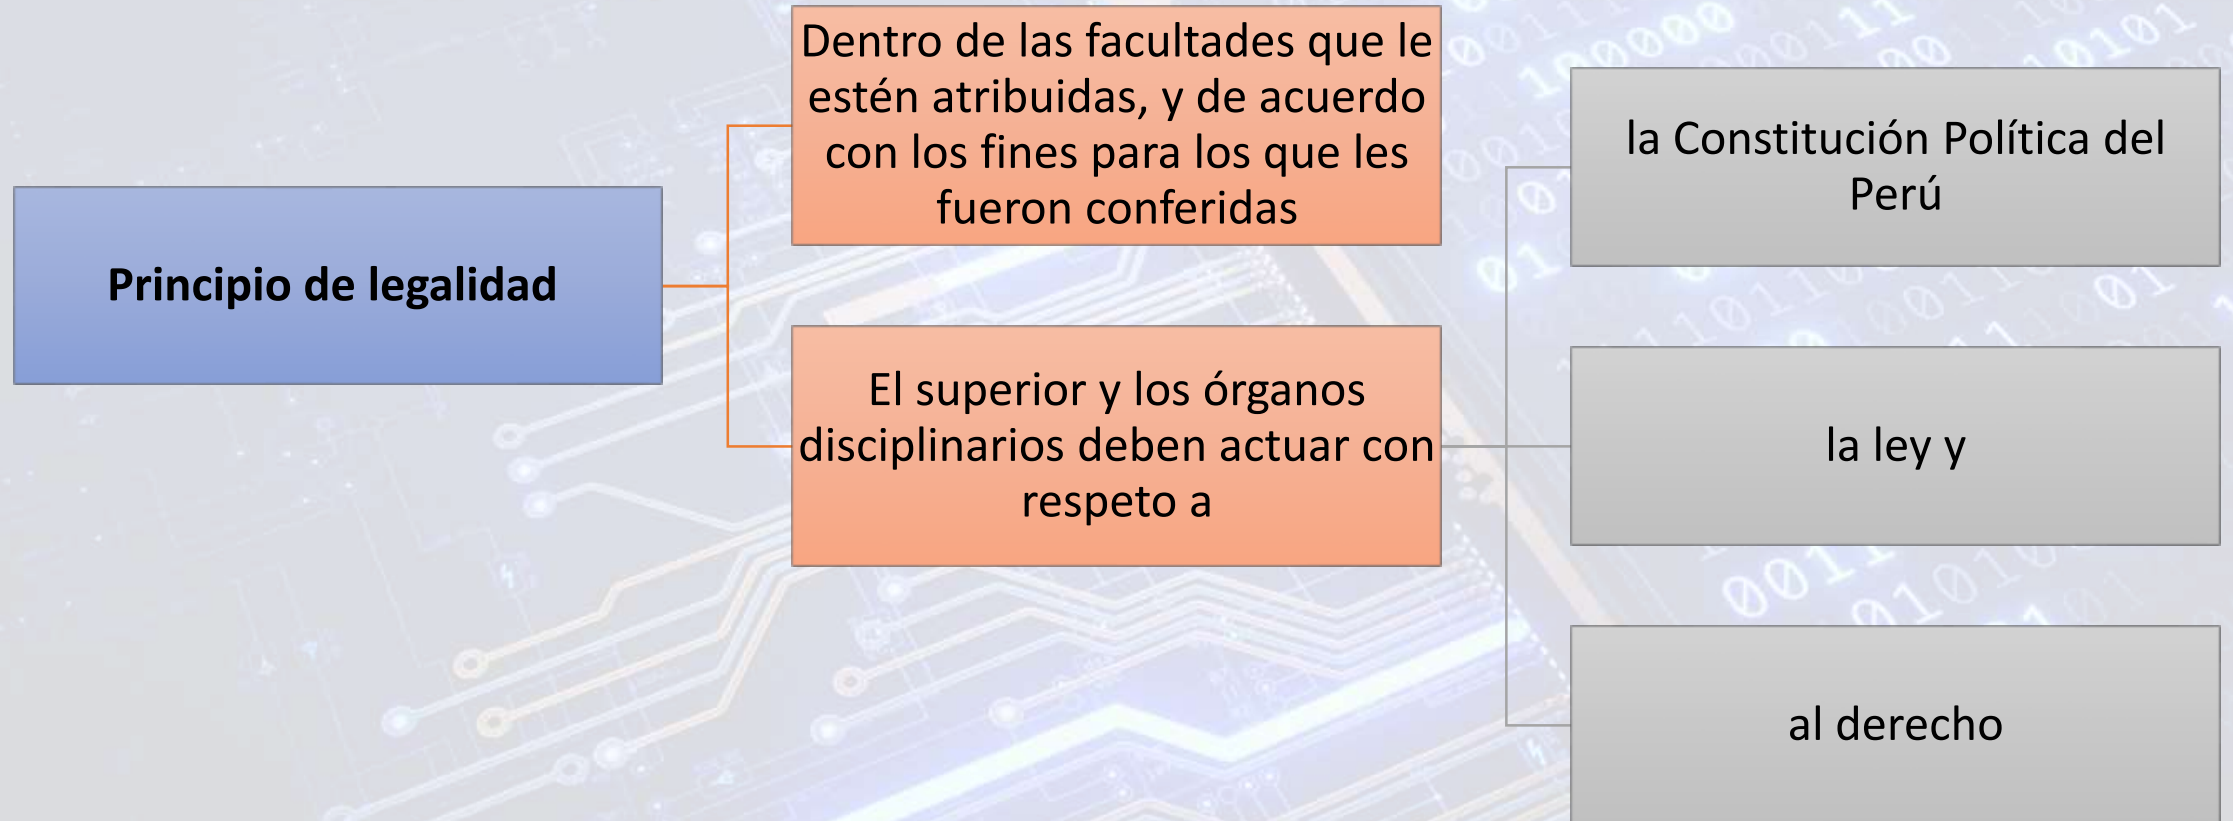 Principio de legalidad
Dentro de las facultades que le
estén atribuidas, y de acuerdo
con los fines para los que les
fueron conferidas
El superior y los órganos
disciplinarios deben actuar con
respeto a
la Constitución Política del
Perú
la ley y
al derecho